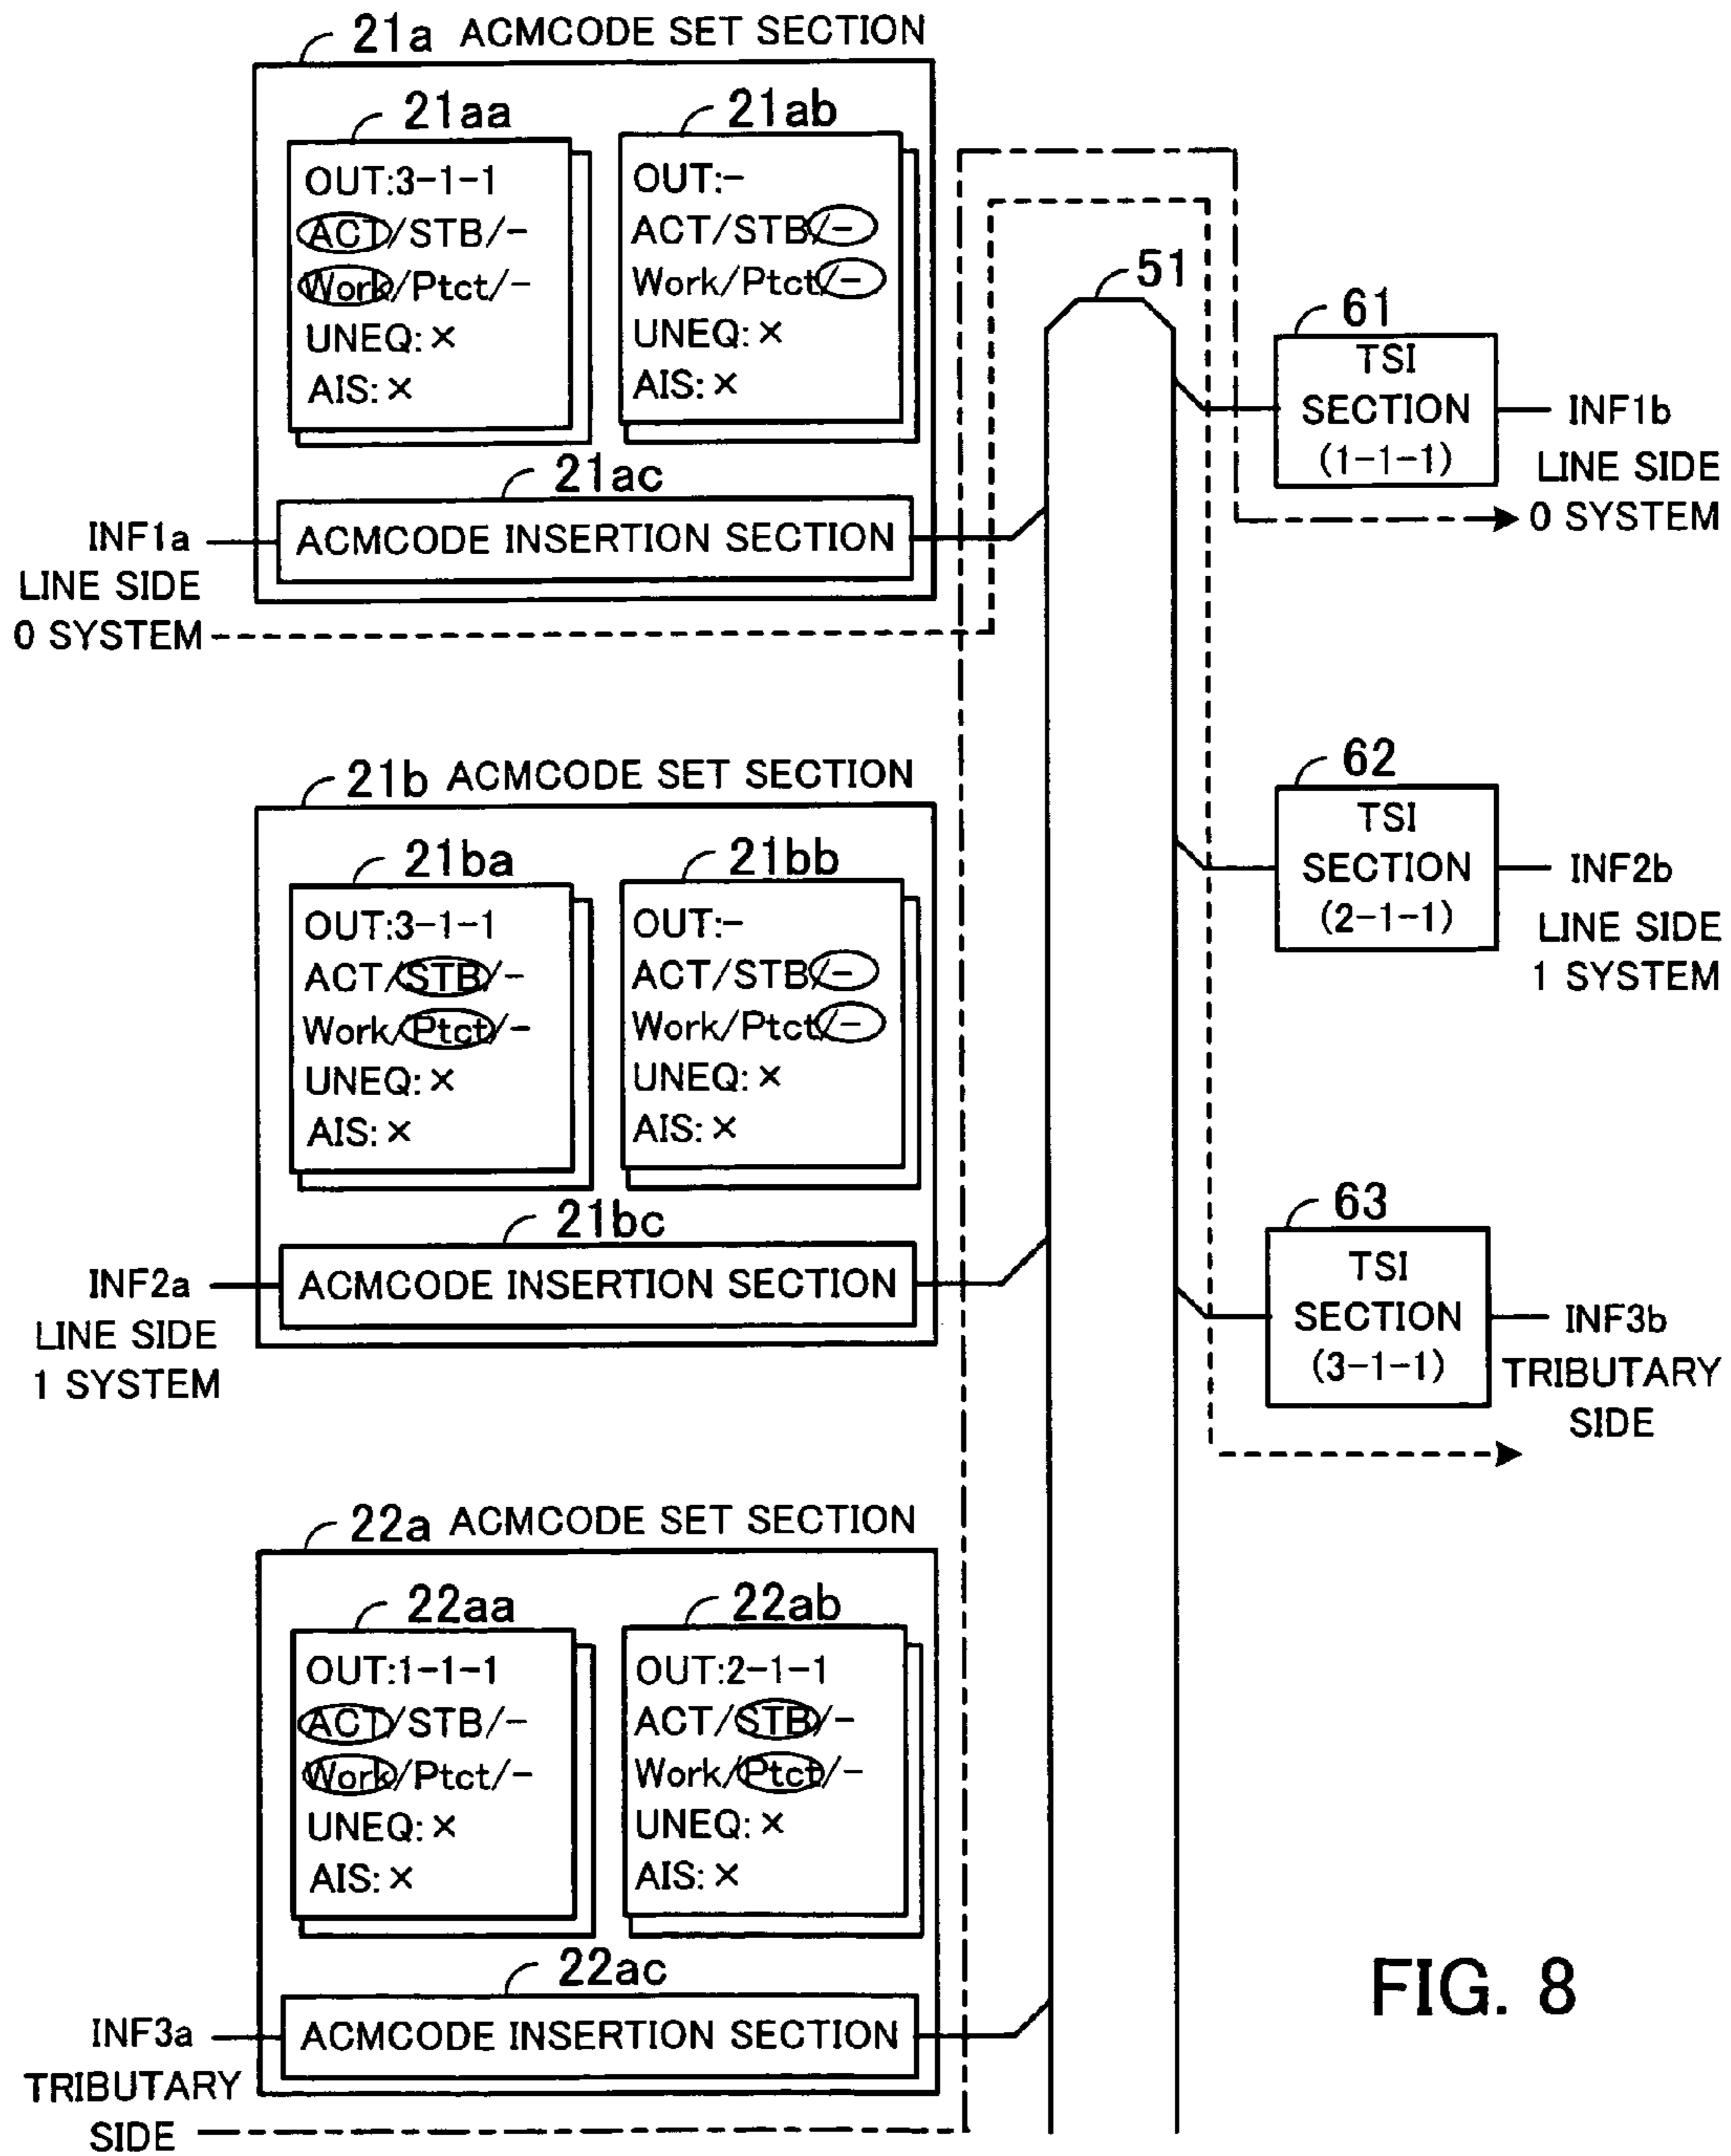 21a ACMCODE SET SECTION
21aa
OUT:3-1-1
ACT/STB/-
Work/Ptct/-
UNEQ: ×
AIS: ×
21ab
OUT:-
ACT/STB/-
Work/Ptct/-
UNEQ: ×
AIS: ×
21ac
ACMCODE INSERTION SECTION
INF1a
LINE SIDE
0 SYSTEM
21b ACMCODE SET SECTION
21ba
OUT:3-1-1
ACT/STB/-
Work/Ptct/-
UNEQ: ×
AIS: ×
21bb
OUT:-
ACT/STB/-
Work/Ptct/-
UNEQ: ×
AIS: ×
21bc
ACMCODE INSERTION SECTION
INF2a
LINE SIDE
1 SYSTEM
22a ACMCODE SET SECTION
22aa
OUT:1-1-1
ACT/STB/-
Work/Ptct/-
UNEQ: ×
AIS: ×
22ab
OUT:2-1-1
ACT/STB/-
Work/Ptct/-
UNEQ: ×
AIS: ×
22ac
ACMCODE INSERTION SECTION
INF3a
TRIBUTARY
SIDE
51
61
TSI
SECTION
(1-1-1)
INF1b
LINE SIDE
0 SYSTEM
62
TSI
SECTION
(2-1-1)
INF2b
LINE SIDE
1 SYSTEM
63
TSI
SECTION
(3-1-1)
INF3b
TRIBUTARY
SIDE
FIG. 8